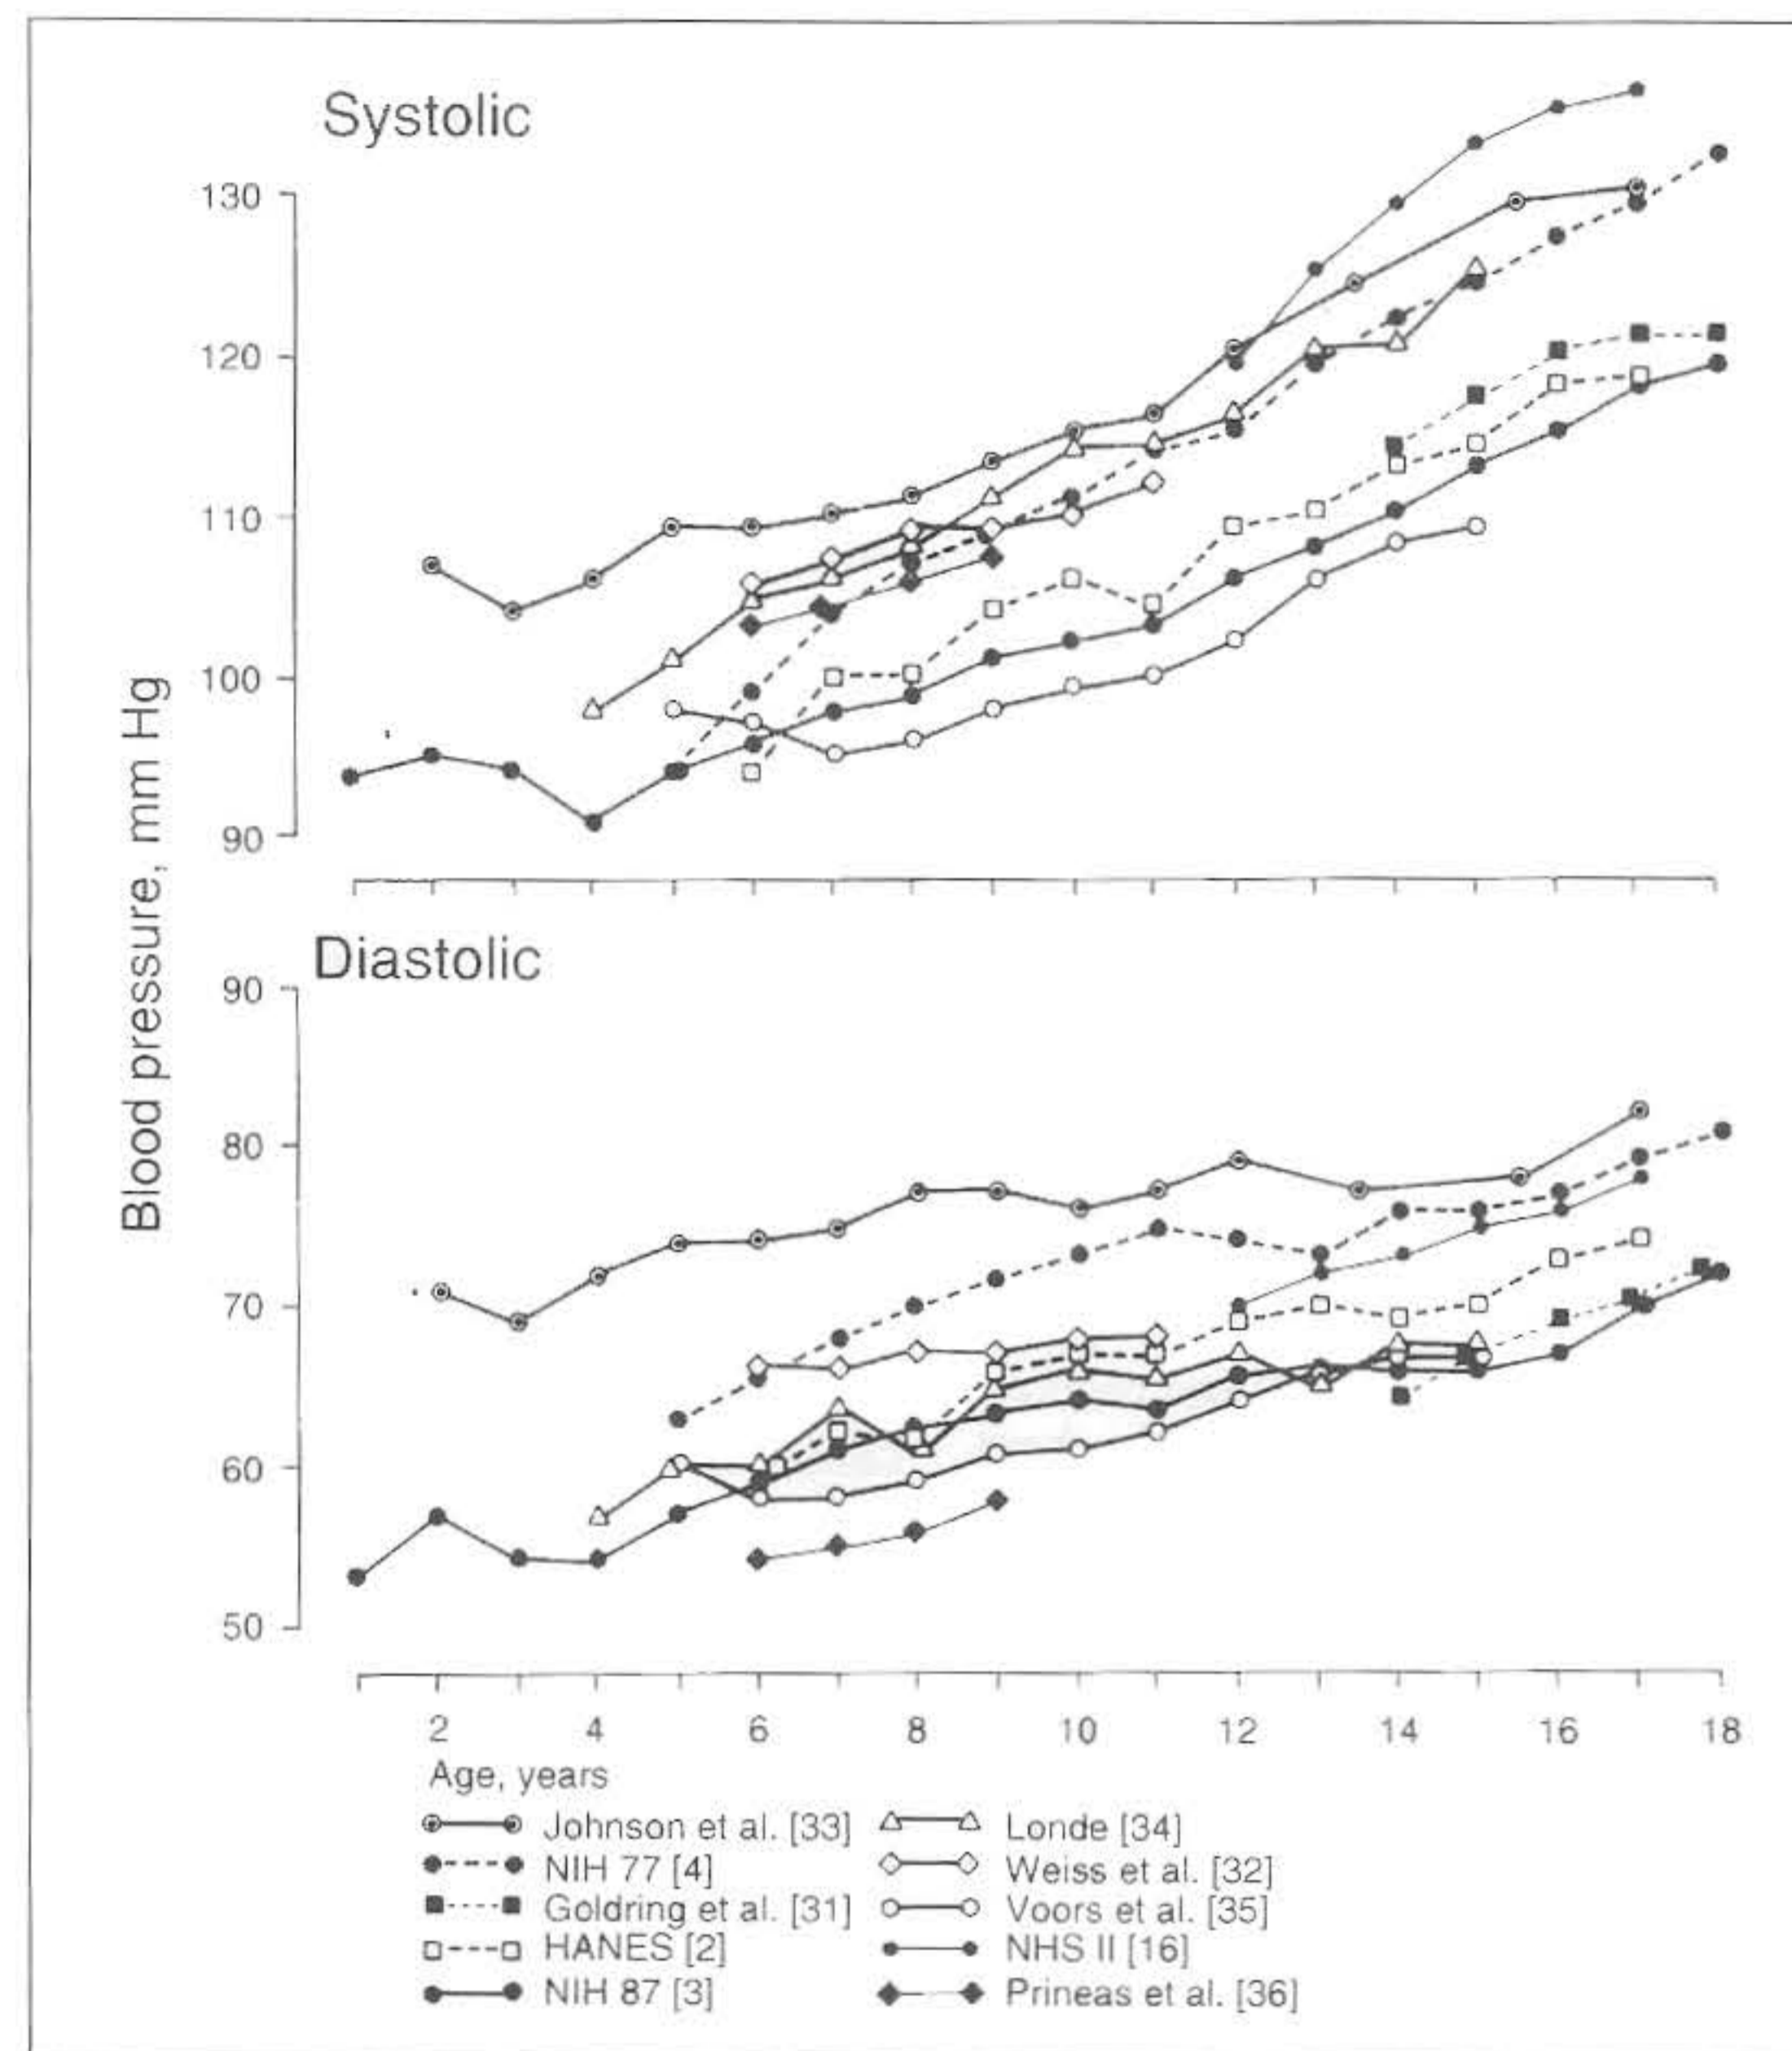 Systolic
130
120
110
100
90
Blood pressure, mm Hg
Diastolic
90
80
70
60
50
2 4 6 8 10 12 14 16 18
Age, years
Johnson et al. [33] Londe [34]
NIH 77 [4] Weiss et al. [32]
Goldring et al. [31] Voors et al. [35]
HANES [2] NHS II [16]
NIH 87 [3] Prineas et al. [36]